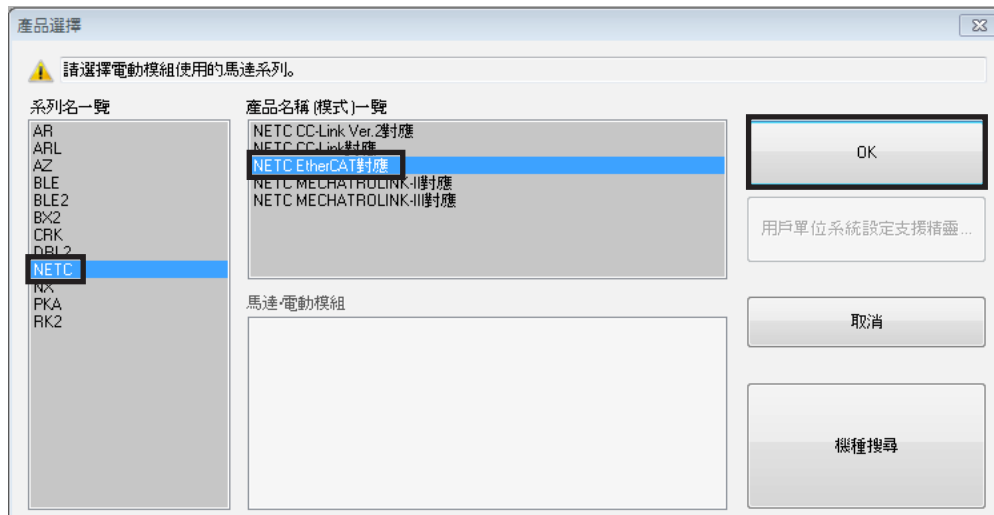 產品選擇
請選擇電動模組使用的馬達系列。
系列名一覽
AR
ARL
AZ
BLE
BLE2
BX2
CRK
DRL2
NETC
NX
PKA
RK2
產品名稱 (模式)一覽
NETC CC-Link Ver.2對應
NETC CC-Link對應
NETC EtherCAT對應
NETC MECHATROLINK-II對應
NETC MECHATROLINK-III對應
馬達·電動模組
OK
用戶單位系統設定支援精靈...
取消
機種搜尋